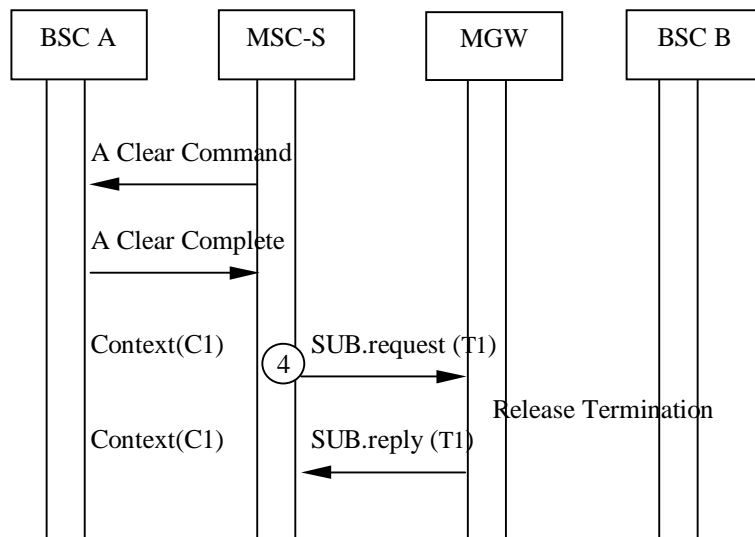 BSC A
MSC-S
MGW
BSC B
A Clear Command
A Clear Complete
Context(C1)
4
SUB.request (T1)
Release Termination
Context(C1)
SUB.reply (T1)